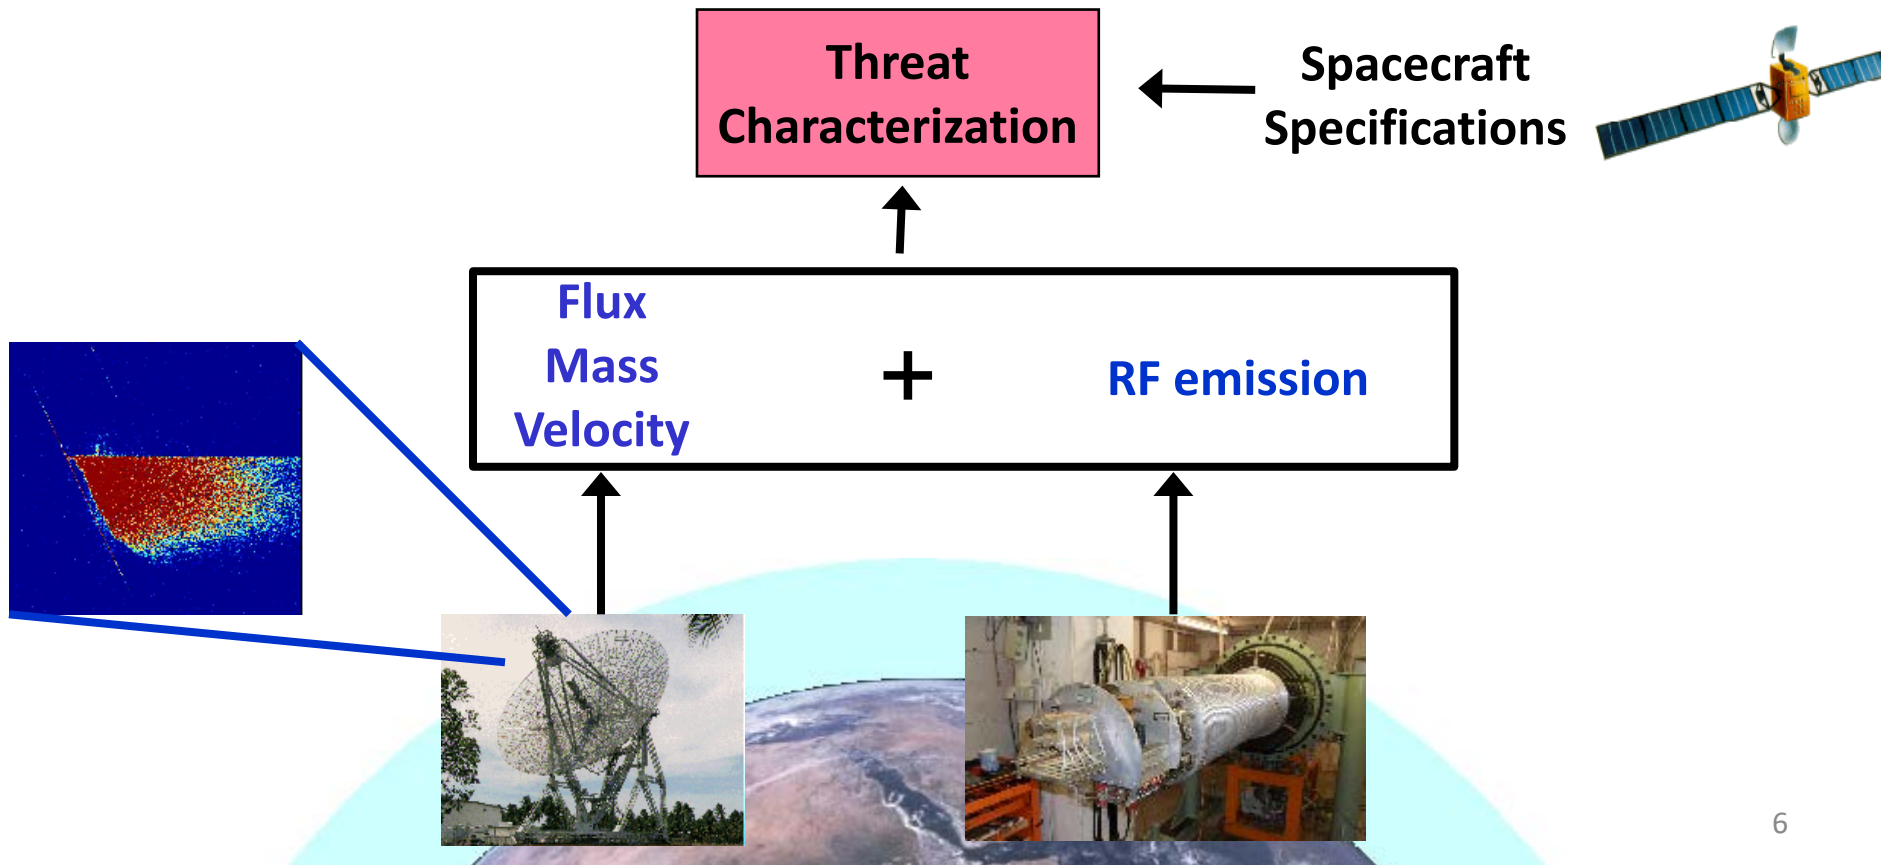 Threat
Characterization
Spacecraft
Specifications
Flux
Mass
Velocity
+
RF emission
6